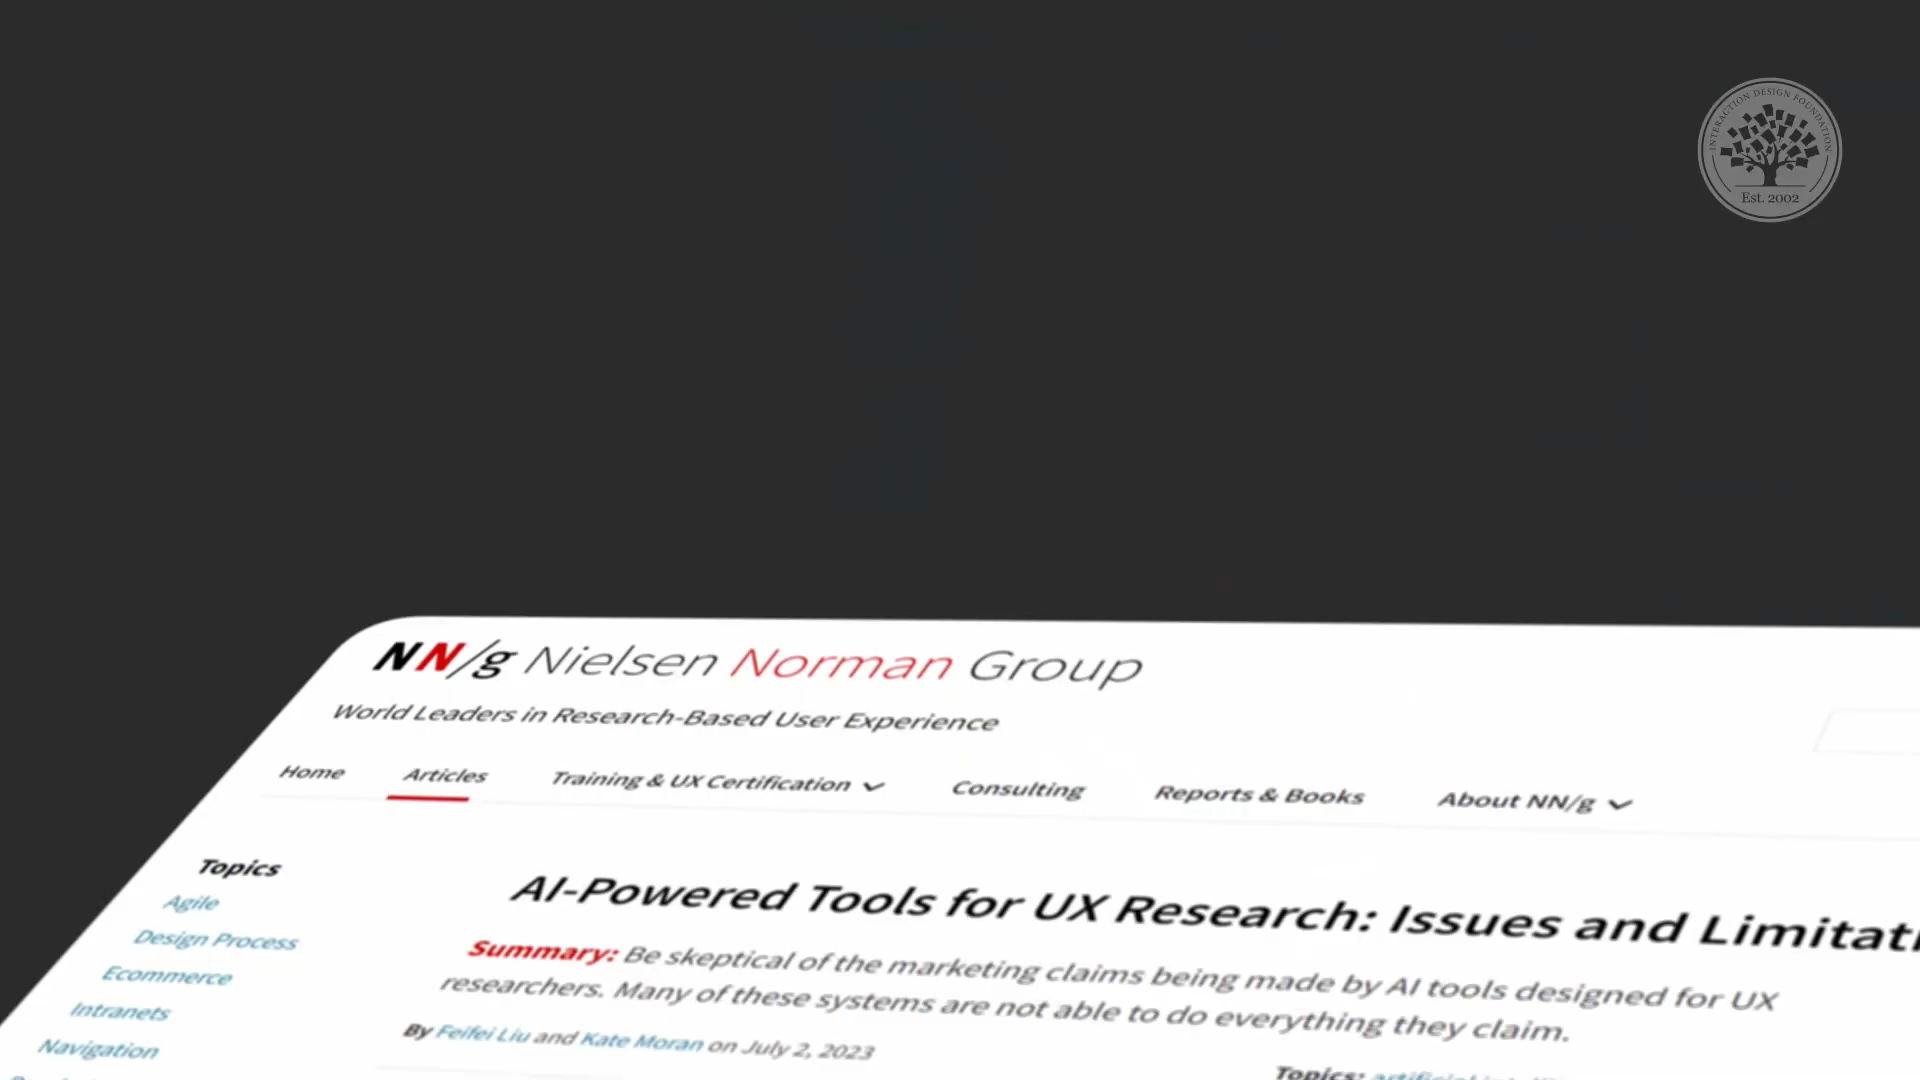 INTERACTION DESIGN FOUNDATION
Est. 2002
NN/g Nielsen Norman Group
World Leaders in Research-Based User Experience
Home Articles Training & UX Certification Consulting Reports & Books About NN/g
Topics
Agile
Design Process
Ecommerce
Intranets
Navigation
AI-Powered Tools for UX Research: Issues and
Summary: Be skeptical of the marketing claims being made by AI tools designed for UX
researchers. Many of these systems are not able to do everything they claim.
By Feifei Liu and Kate Moran on July 2, 2023
Topics: